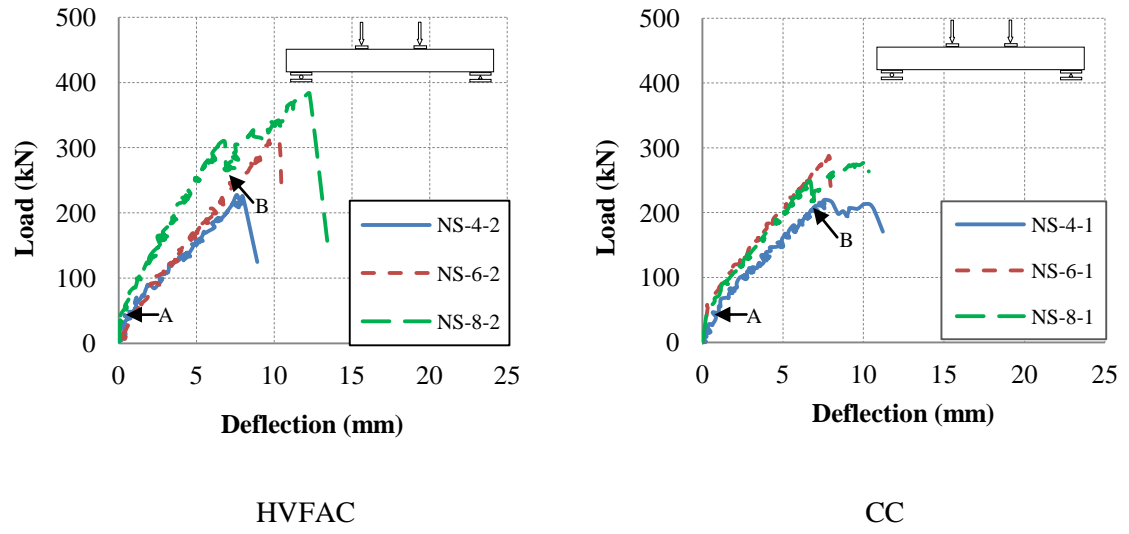 500
400
300
200
100
0
Load (kN)
A
B
NS-4-2
NS-6-2
NS-8-2
0 5 10 15 20 25
Deflection (mm)
HVFAC
500
400
300
200
100
0
Load (kN)
A
B
NS-4-1
NS-6-1
NS-8-1
0 5 10 15 20 25
Deflection (mm)
CC